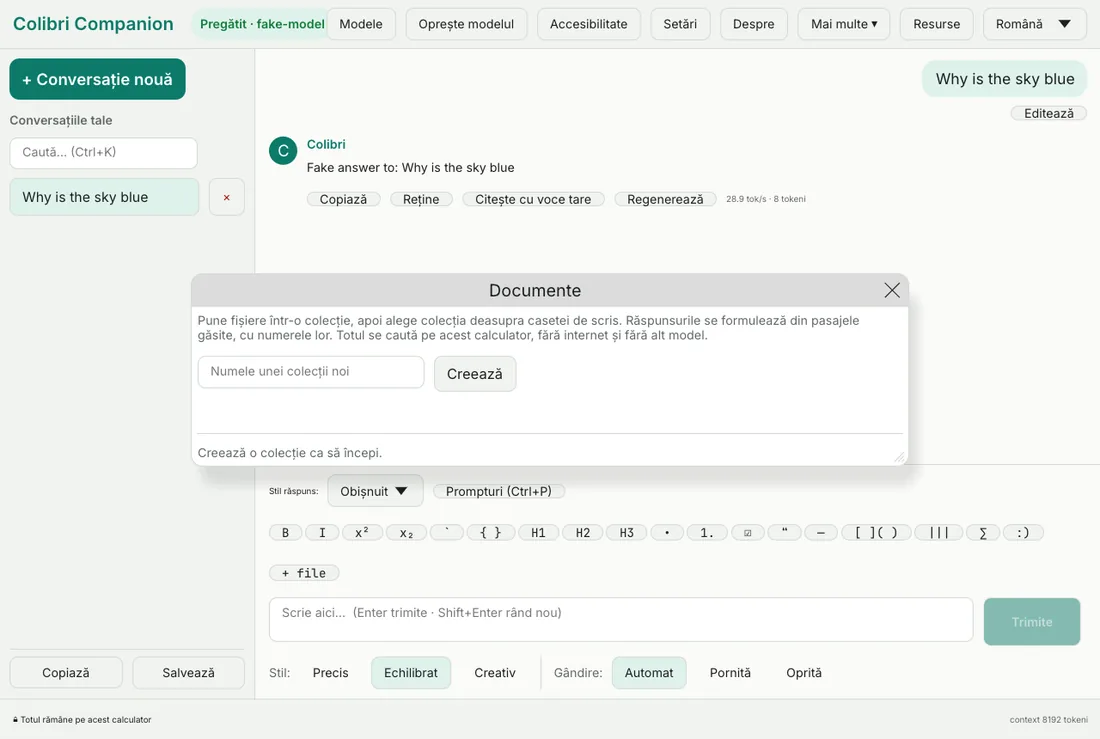 Colibri Companion
Pregătit · fake-model
Modele
Oprește modelul
Accesibilitate
Setări
Despre
Mai multe ▾
Resurse
Română
+ Conversație nouă
Conversațiile tale
Caută... (Ctrl+K)
Why is the sky blue
×
Why is the sky blue
Editează
C
Colibri
Fake answer to: Why is the sky blue
Copiază
Reține
Citește cu voce tare
Regenerează
28.9 tok/s · 8 tokeni
Documente
Pune fișiere într-o colecție, apoi alege colecția deasupra casetei de scris. Răspunsurile se formulează din pasajele
găsite, cu numerele lor. Totul se caută pe acest calculator, fără internet și fără alt model.
Numele unei colecții noi
Creează
Creează o colecție ca să începi.
Stil răspuns:
Obișnuit
Prompturi (Ctrl+P)
B I x² x₂ ` { } H1 H2 H3 • 1. ☑ “ — [ ]( ) ||| ∑ :)
+ file
Scrie aici... (Enter trimite · Shift+Enter rând nou)
Trimite
Stil:
Precis
Echilibrat
Creativ
Gândire:
Automat
Pornită
Oprită
Copiază
Salvează
Totul rămâne pe acest calculator
context 8192 tokeni